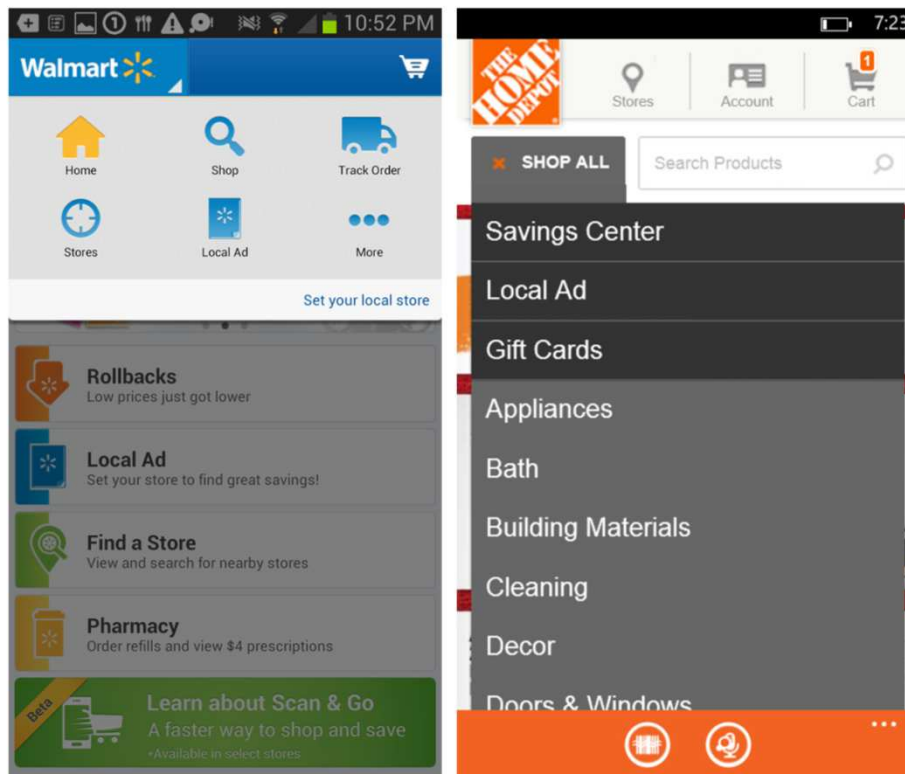 10:52 PM
Walmart
Home
Shop
Track Order
Stores
Local Ad
More
Set your local store
Rollbacks
Low prices just got lower
Local Ad
Set your store to find great savings!
Find a Store
View and search for nearby stores
Pharmacy
Order refills and view $4 prescriptions
Beta
Learn about Scan & Go
A faster way to shop and save
•Available in select stores
7:23
THE
HOME
DEPOT
Stores
Account
1
Cart
SHOP ALL
Search Products
Savings Center
Local Ad
Gift Cards
Appliances
Bath
Building Materials
Cleaning
Decor
Doors & Windows